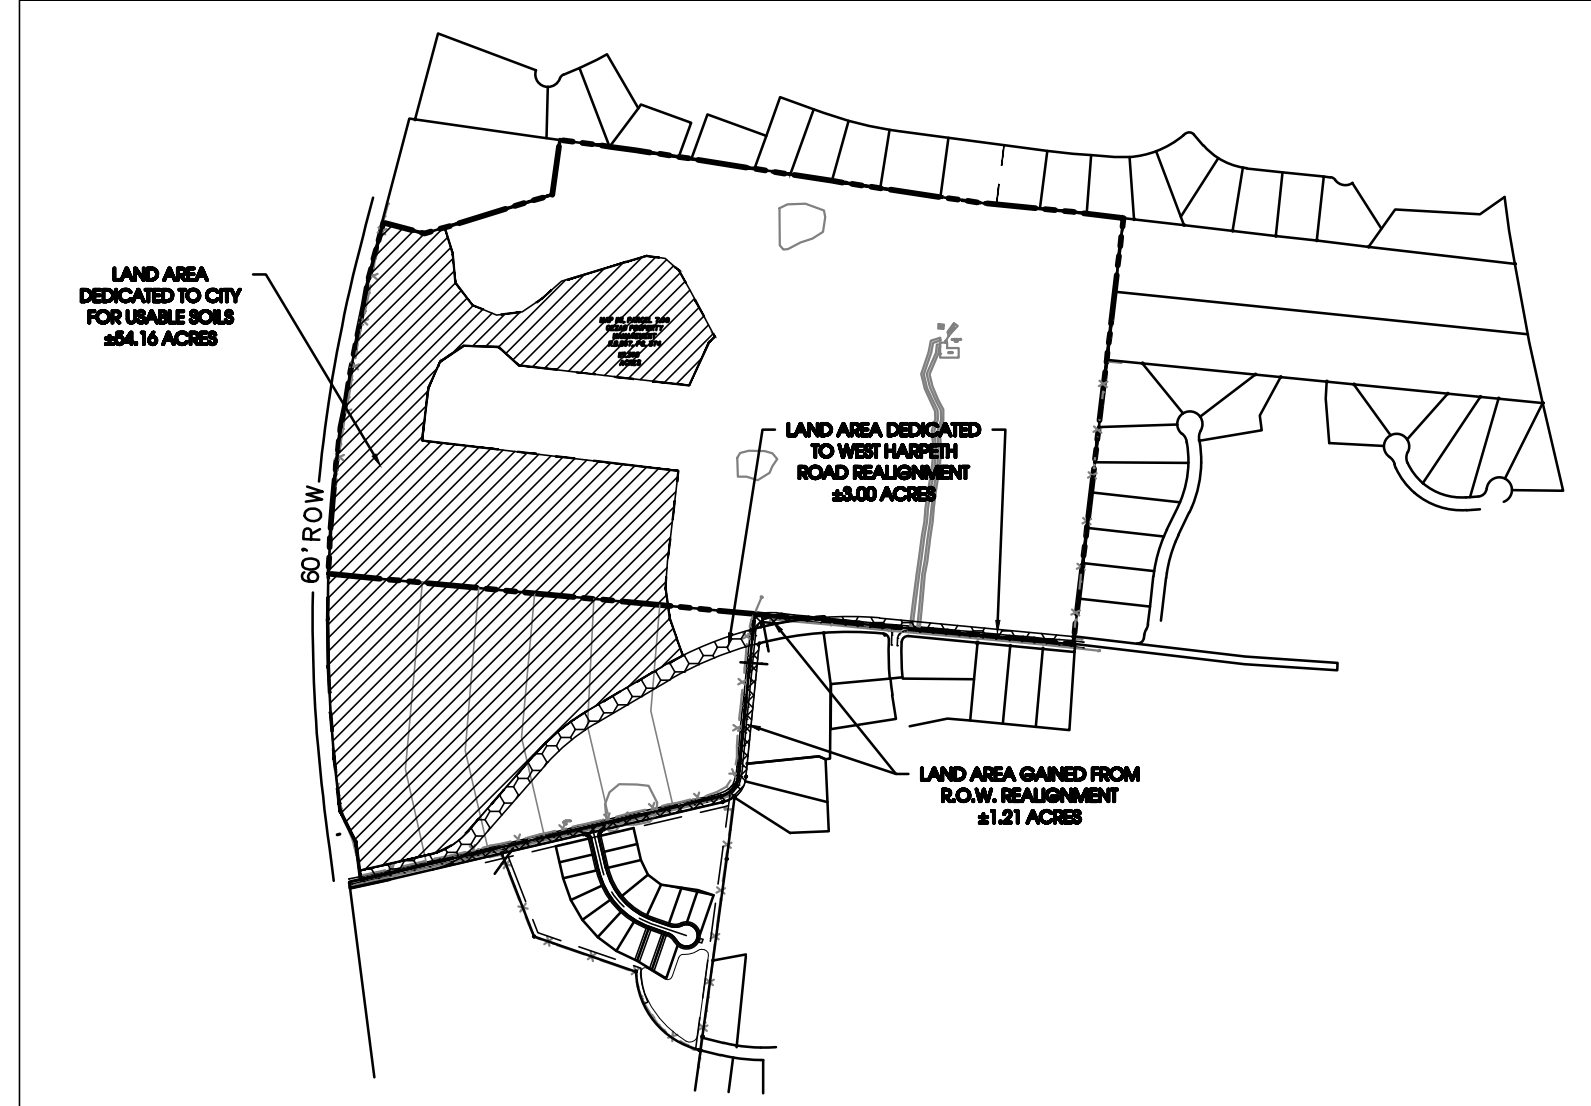 LAND AREA
DEDICATED TO CITY
FOR USABLE SOILS
±54.16 ACRES
ACRES
LAND AREA DEDICATED
TO WEST HARPETH
ROAD REALIGNMENT
±3.00 ACRES
60' ROW
LAND AREA GAINED FROM
R.O.W. REALIGNMENT
±1.21 ACRES